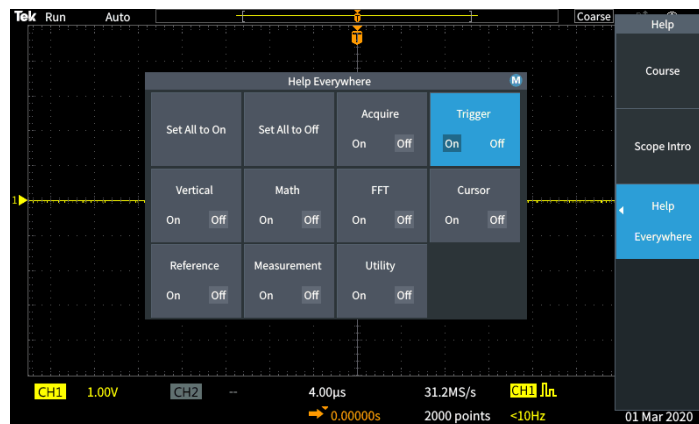 Tek Run Auto Coarse
T
T
Help
Course
Scope Intro
Help
Everywhere
Help Everywhere M
Set All to On
Set All to Off
Acquire
On Off
Trigger
On Off
Vertical
On Off
Math
On Off
FFT
On Off
Cursor
On Off
Reference
On Off
Measurement
On Off
Utility
On Off
1
CH1 1.00V CH2 -- 4.00µs 31.2MS/s CH1
0.00000s 2000 points <10Hz 01 Mar 2020